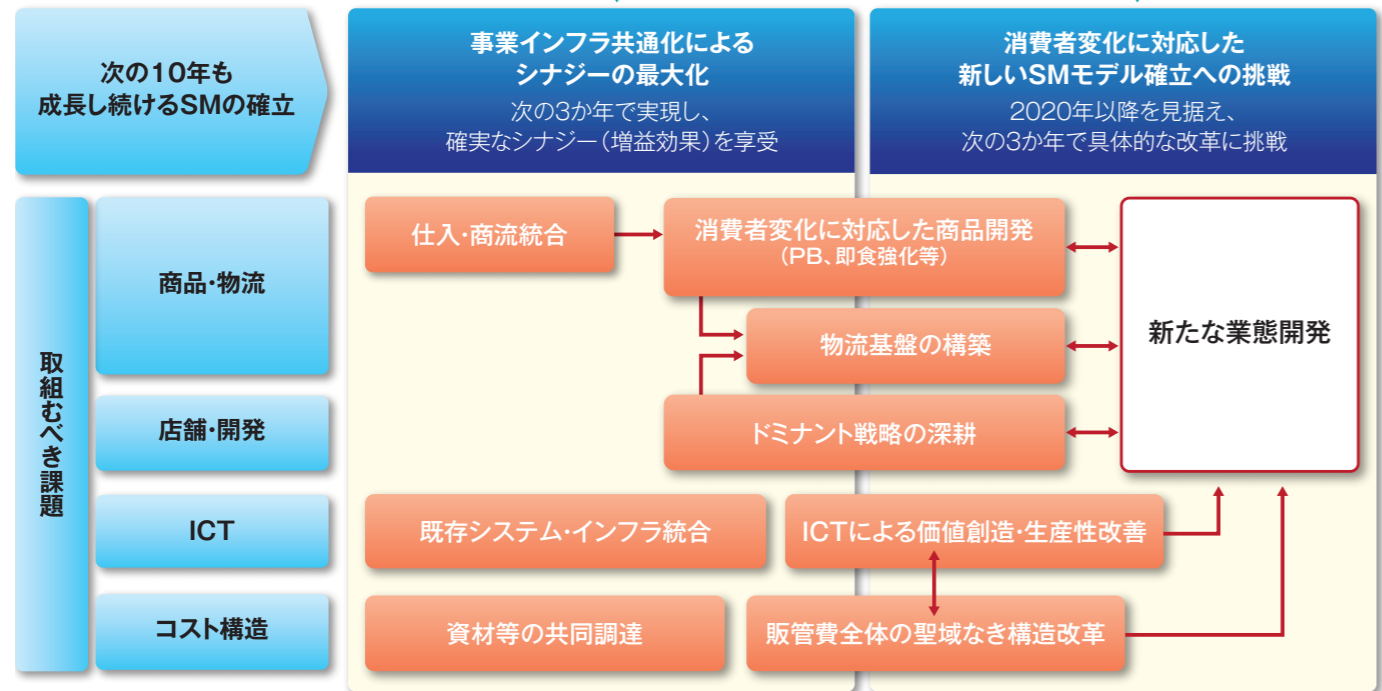 次の10年も
成長し続けるSMの確立
事業インフラ共通化による
シナジーの最大化
次の3か年で実現し、
確実なシナジー（増益効果）を享受
消費者変化に対応した
新しいSMモデル確立への挑戦
2020年以降を見据え、
次の3か年で具体的な改革に挑戦
取組むべき課題
商品・物流
仕入・商流統合
消費者変化に対応した商品開発
（PB、即食強化等）
物流基盤の構築
新たな業態開発
店舗・開発
ドミナント戦略の深耕
ICT
既存システム・インフラ統合
ICTによる価値創造・生産性改善
コスト構造
資材等の共同調達
販管費全体の聖域なき構造改革